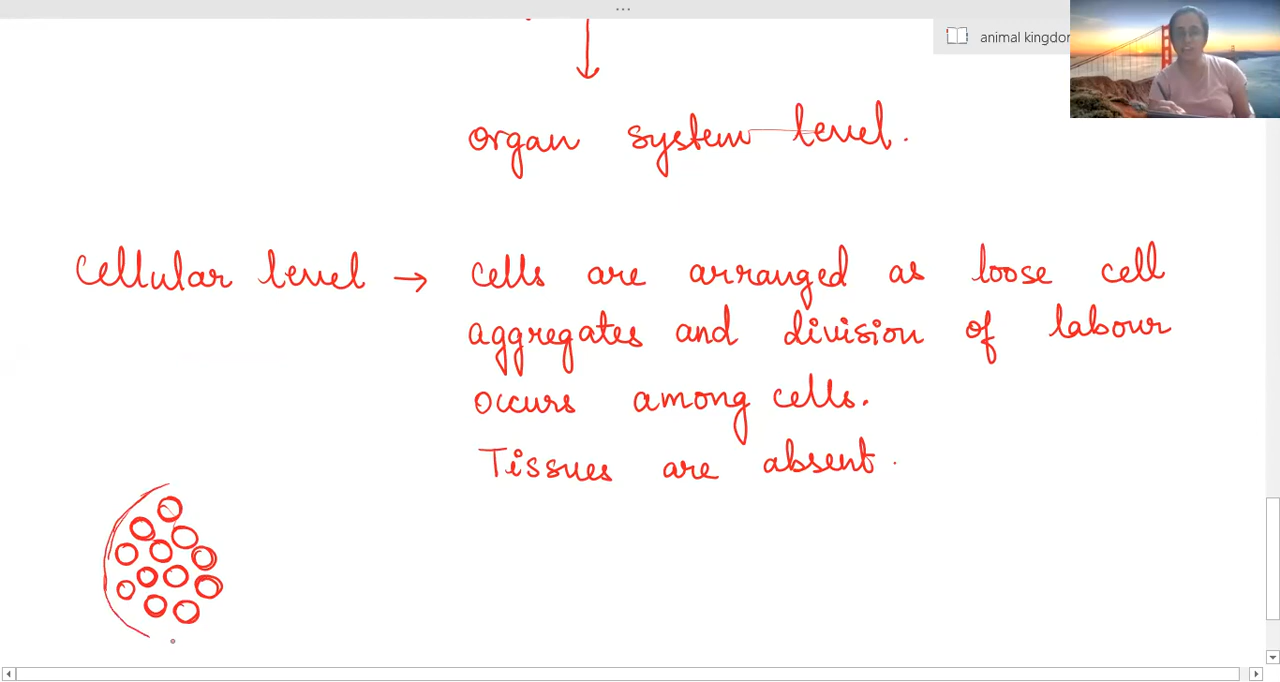 animal kingdo
organ system level.
Cellular level → cells are arranged as loose cell
aggregates and division of labour
occurs among cells.
Tissues are absent.